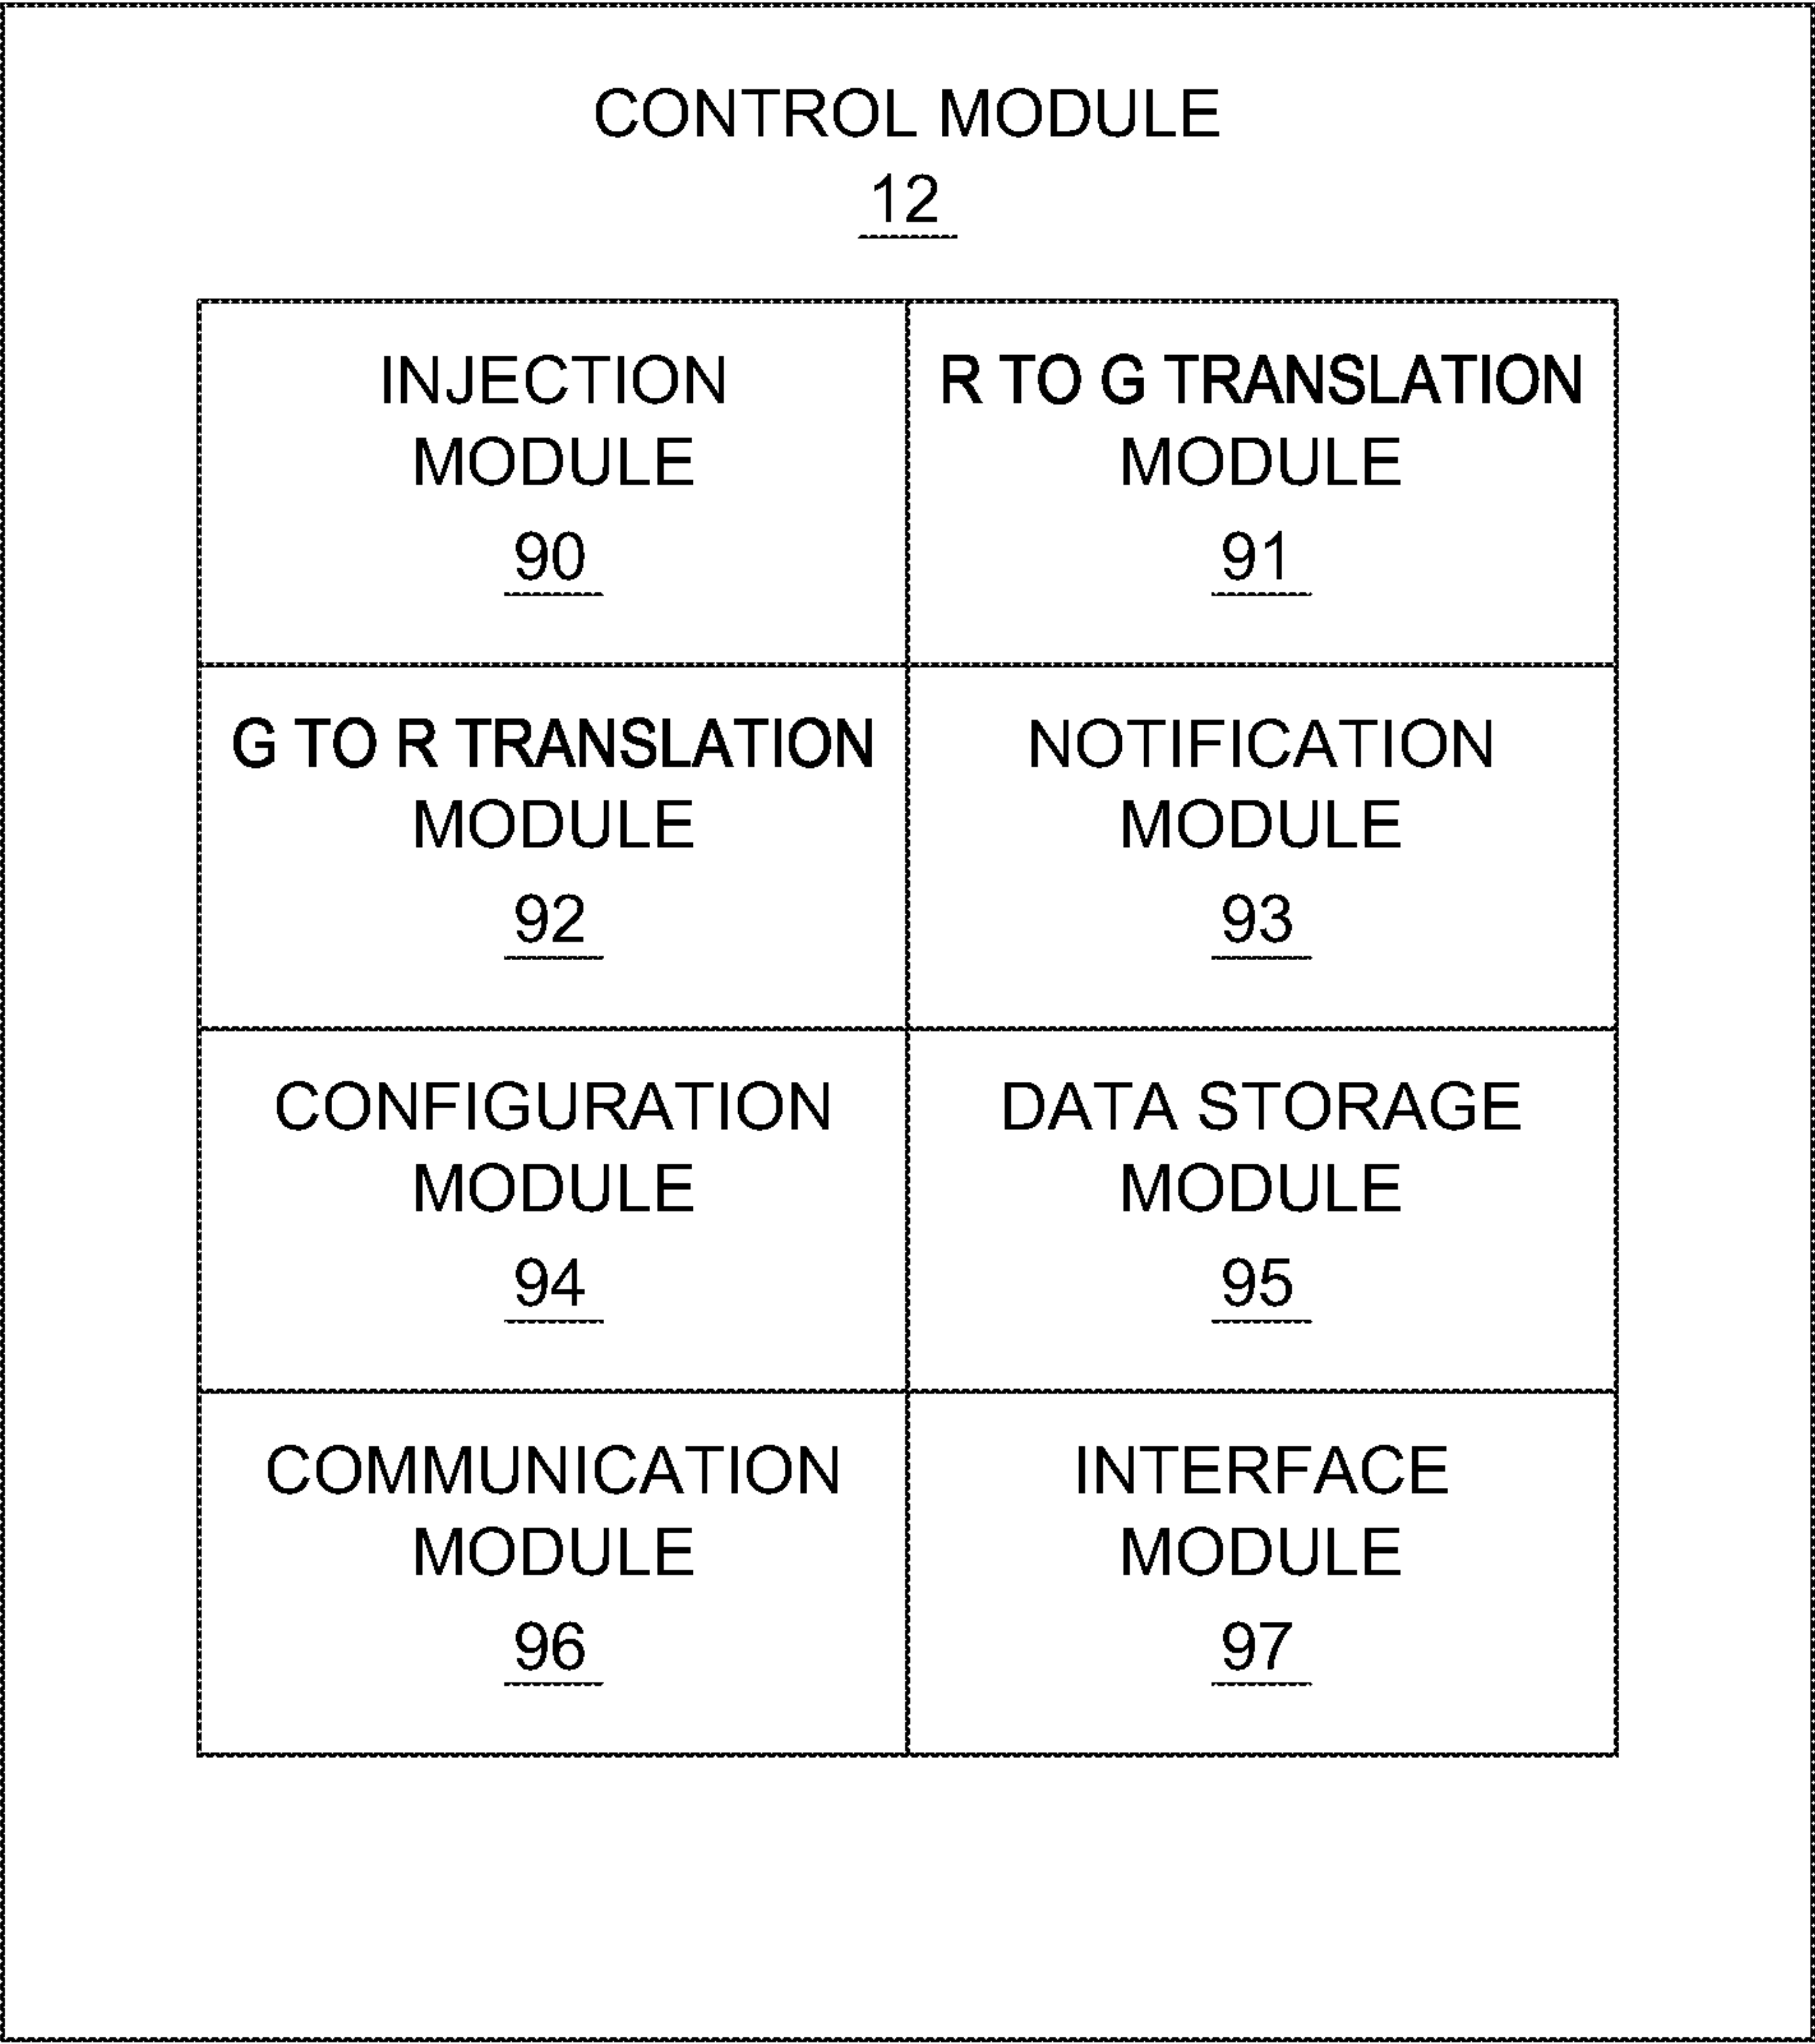 CONTROL MODULE
12
INJECTION
MODULE
90
R TO G TRANSLATION
MODULE
91
G TO R TRANSLATION
MODULE
92
NOTIFICATION
MODULE
93
CONFIGURATION
MODULE
94
DATA STORAGE
MODULE
95
COMMUNICATION
MODULE
96
INTERFACE
MODULE
97